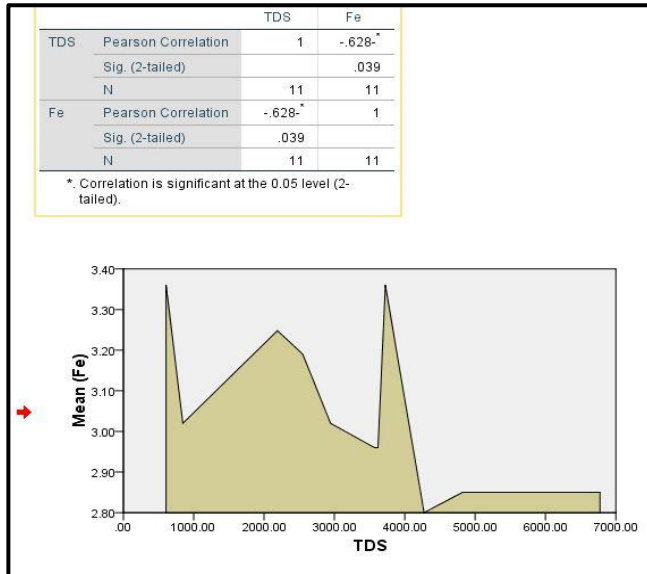 TDS Fe
TDS Pearson Correlation 1 -.628-*
Sig. (2-tailed) .039
N 11 11
Fe Pearson Correlation -.628-* 1
Sig. (2-tailed) .039
N 11 11
*. Correlation is significant at the 0.05 level (2-
tailed).
3.40
3.30
3.20
3.10
3.00
2.90
2.80
Mean (Fe)
.00 1000.00 2000.00 3000.00 4000.00 5000.00 6000.00 7000.00
TDS